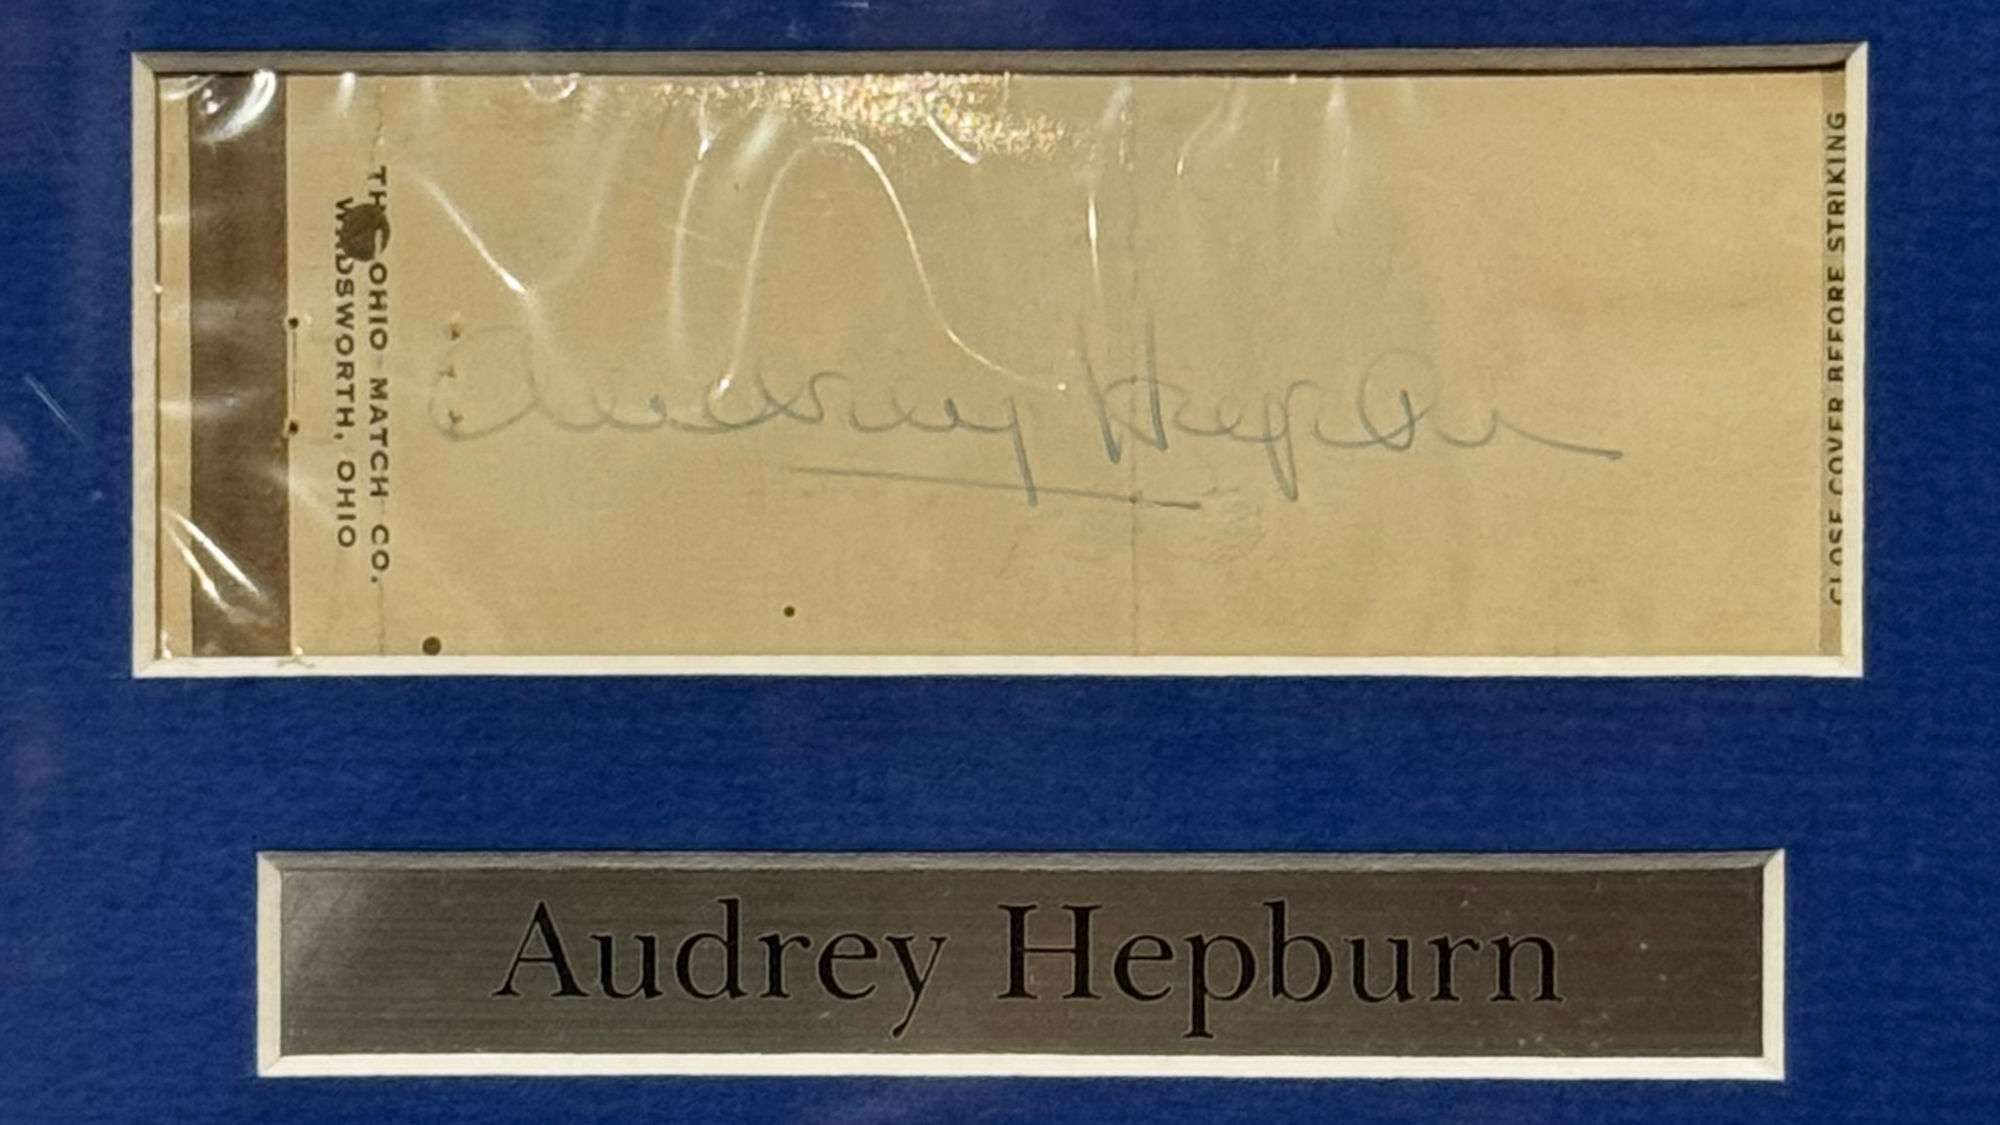 THE OHIO MATCH CO.
WADSWORTH, OHIO
Audrey Hepburn
CLOSE COVER BEFORE STRIKING
Audrey Hepburn